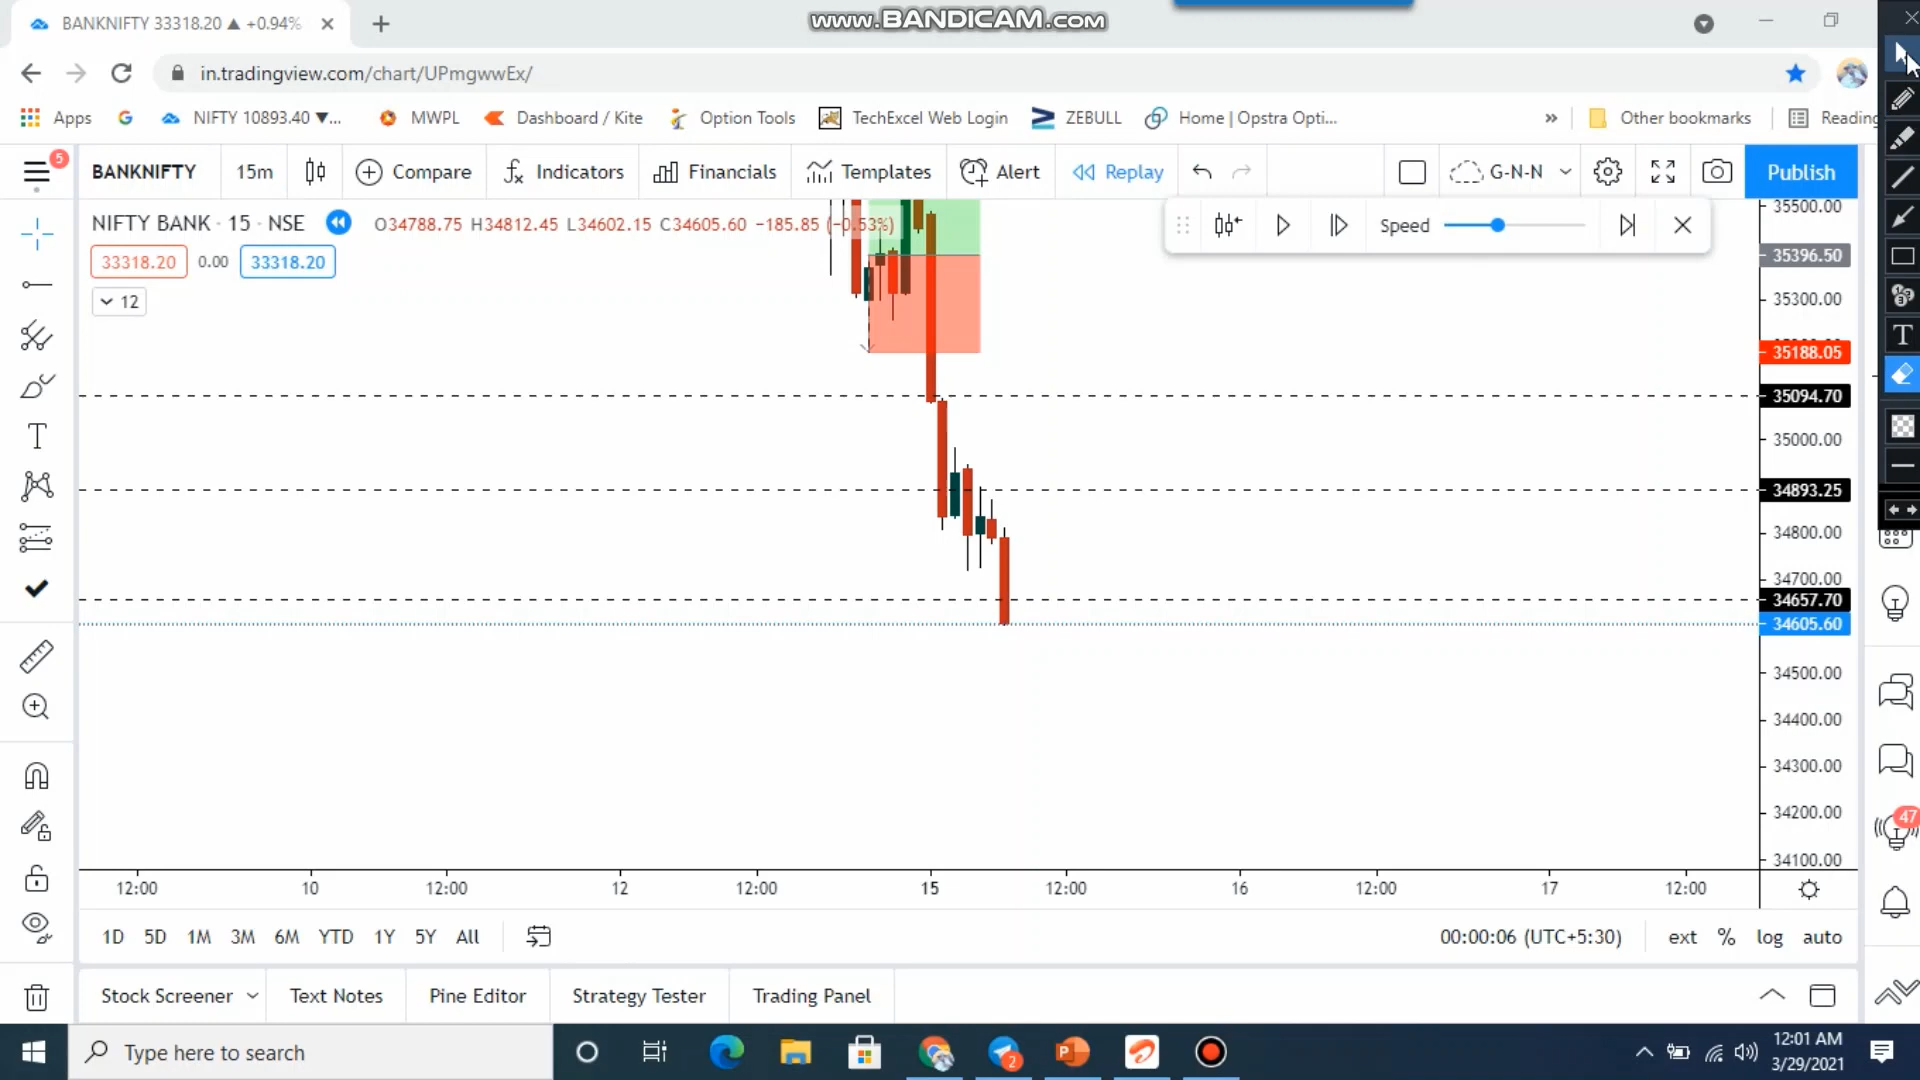 BANKNIFTY 33318.20 ▲ +0.94%
www.BANDICAM.com
in.tradingview.com/chart/UPmgwwEx/
Apps
NIFTY 10893.40 ▼...
MWPL
Dashboard / Kite
Option Tools
TechExcel Web Login
ZEBULL
Home | Opstra Opti...
»
Other bookmarks
Reading
5
BANKNIFTY
15m
Compare
Indicators
Financials
Templates
Alert
Replay
G-N-N
Publish
NIFTY BANK · 15 · NSE
O34788.75 H34812.45 L34602.15 C34605.60 −185.85 (−0.53%)
Speed
33318.20
0.00
33318.20
12
35500.00
35396.50
35300.00
35188.05
35094.70
35000.00
34893.25
34800.00
34700.00
34657.70
34605.60
34500.00
34400.00
34300.00
34200.00
34100.00
T
T
47
12:00
10
12:00
12
12:00
15
12:00
16
12:00
17
12:00
1D
5D
1M
3M
6M
YTD
1Y
5Y
All
00:00:06 (UTC+5:30)
ext
%
log
auto
Stock Screener
Text Notes
Pine Editor
Strategy Tester
Trading Panel
Type here to search
2
12:01 AM
3/29/2021